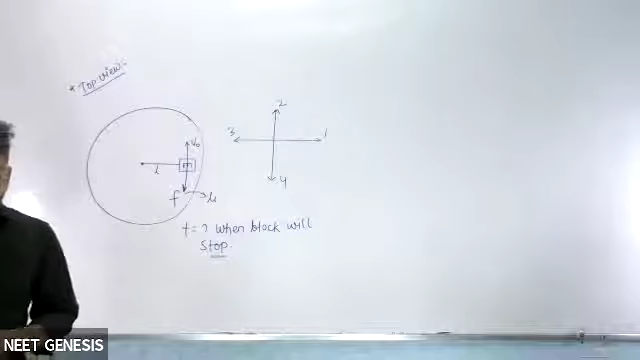 * Top view:
2
3
1
4
v₀
m
l
f
μ
t = ? when block will
stop.
NEET GENESIS